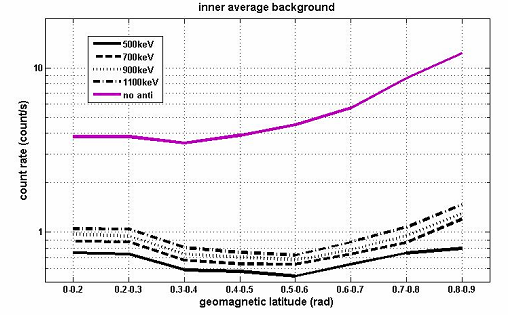 inner average background
500keV
700keV
900keV
1100keV
no anti
10
1
count rate (count/s)
0-0.2
0.2-0.3
0.3-0.4
0.4-0.5
0.5-0.6
0.6-0.7
0.7-0.8
0.8-0.9
geomagnetic latitude (rad)